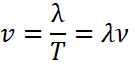 v = λ/T = λν